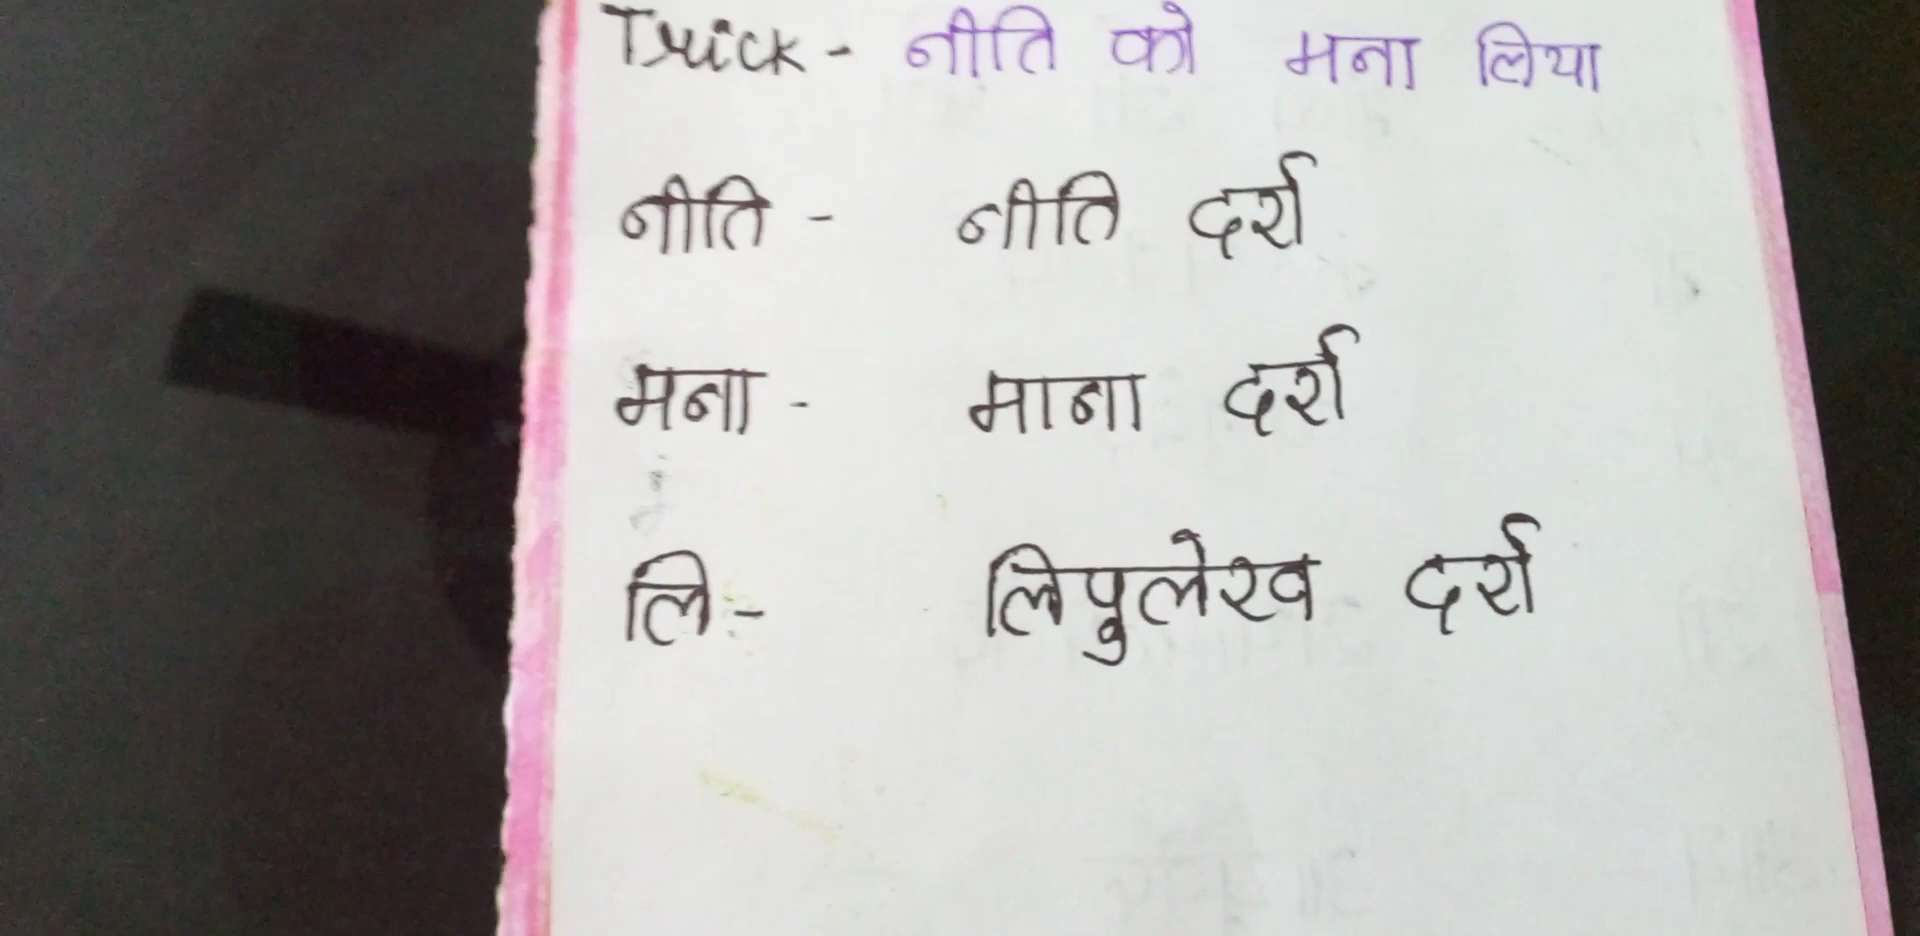 Trick - नीति को मना लिया
नीति - नीति दर्रा
मना - माना दर्रा
लि - लिपुलेख दर्रा